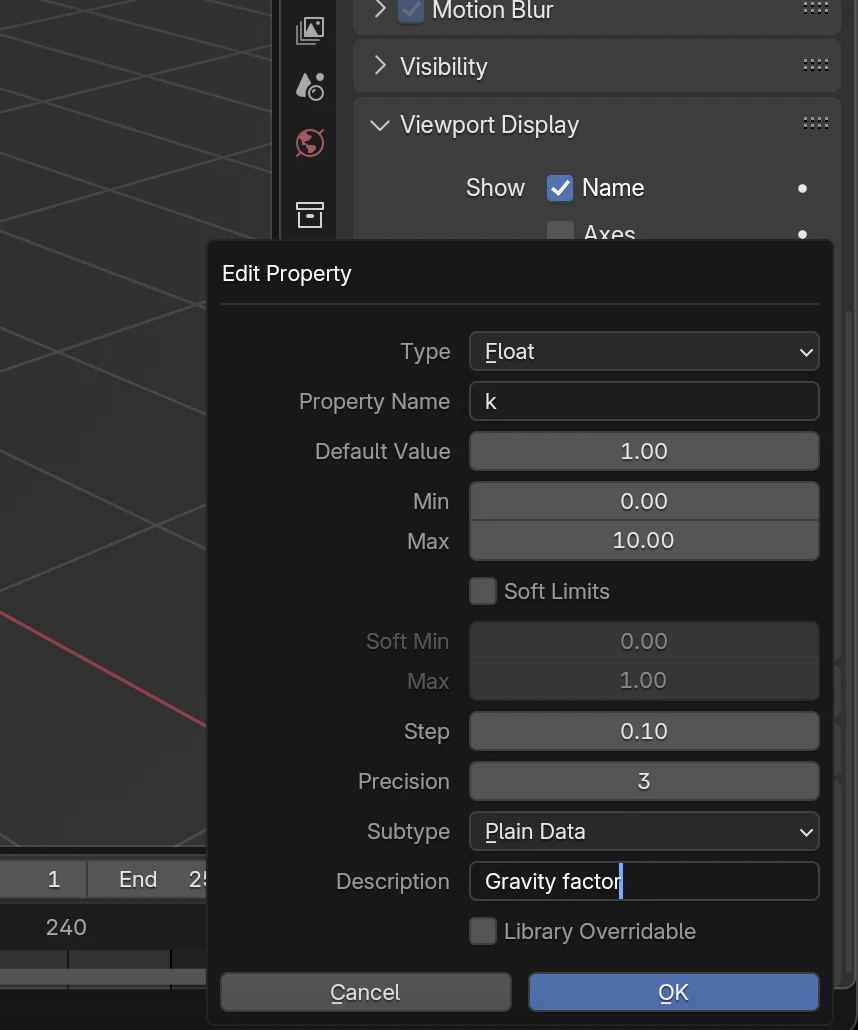 Motion Blur
Visibility
Viewport Display
Show Name
Axes
Edit Property
Type Float
Property Name k
Default Value 1.00
Min 0.00
Max 10.00
Soft Limits
Soft Min 0.00
Max 1.00
Step 0.10
Precision 3
Subtype Plain Data
Description Gravity factor
Library Overridable
1 End
240
Cancel OK